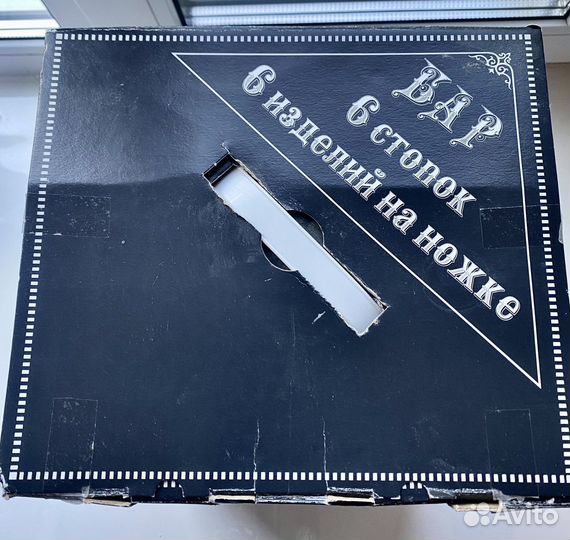 БАР
6 стопок
6 изделий на ножке
Avito